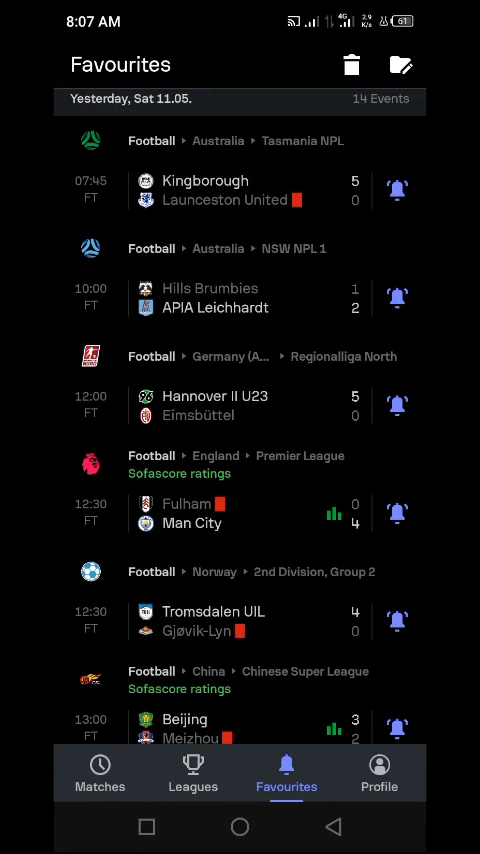 8:07 AM 4G 2.9 K/s 61
Favourites
Yesterday, Sat 11.05. 14 Events
Football Australia Tasmania NPL
07:45 Kingborough 5
FT Launceston United 0
Football Australia NSW NPL 1
10:00 Hills Brumbies 1
FT APIA Leichhardt 2
Football Germany (A... Regionalliga North
12:00 Hannover II U23 5
FT Eimsbüttel 0
Football England Premier League
Sofascore ratings
12:30 Fulham 0
FT Man City 4
Football Norway 2nd Division, Group 2
12:30 Tromsdalen UIL 4
FT Gjøvik-Lyn 0
Football China Chinese Super League
Sofascore ratings
13:00 Beijing 3
FT Meizhou 2
Matches Leagues Favourites Profile